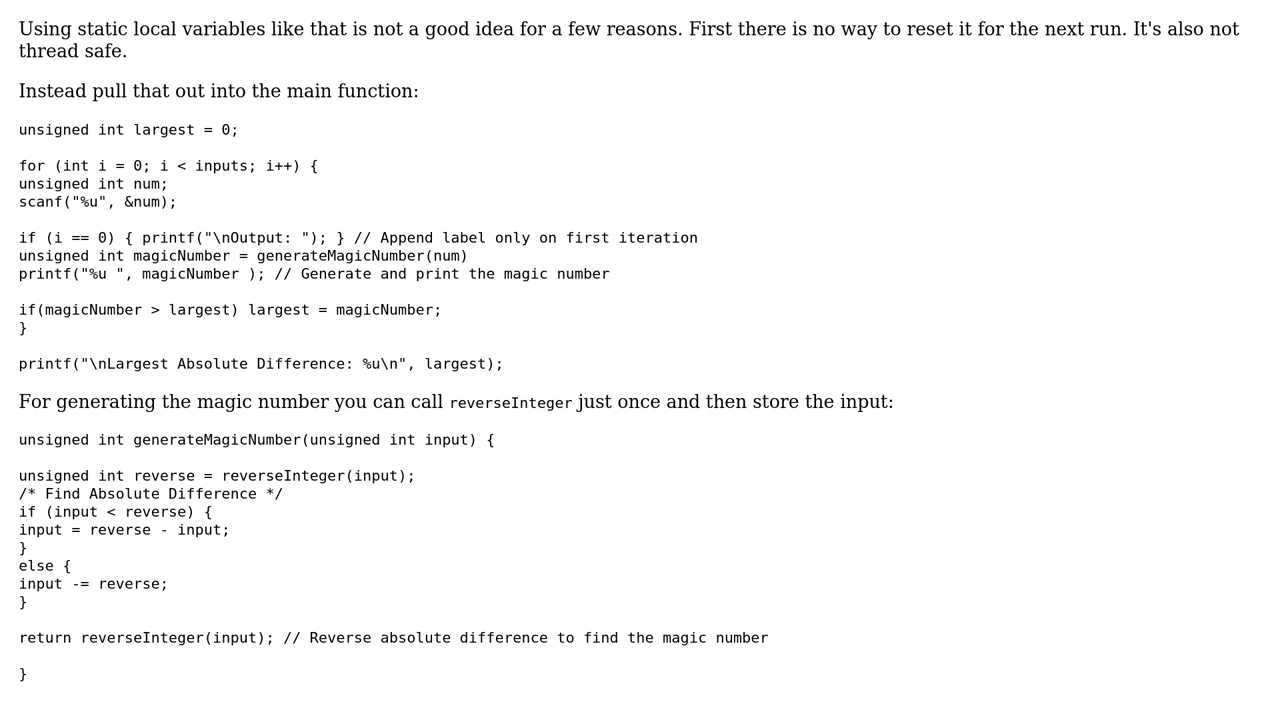 Using static local variables like that is not a good idea for a few reasons. First there is no way to reset it for the next run. It's also not
thread safe.
Instead pull that out into the main function:
unsigned int largest = 0;
for (int i = 0; i < inputs; i++) {
unsigned int num;
scanf("%u", &num);
if (i == 0) { printf("\nOutput: "); } // Append label only on first iteration
unsigned int magicNumber = generateMagicNumber(num)
printf("%u ", magicNumber ); // Generate and print the magic number
if(magicNumber > largest) largest = magicNumber;
}
printf("\nLargest Absolute Difference: %u\n", largest);
For generating the magic number you can call reverseInteger just once and then store the input:
unsigned int generateMagicNumber(unsigned int input) {
unsigned int reverse = reverseInteger(input);
/* Find Absolute Difference */
if (input < reverse) {
input = reverse - input;
}
else {
input -= reverse;
}
return reverseInteger(input); // Reverse absolute difference to find the magic number
}